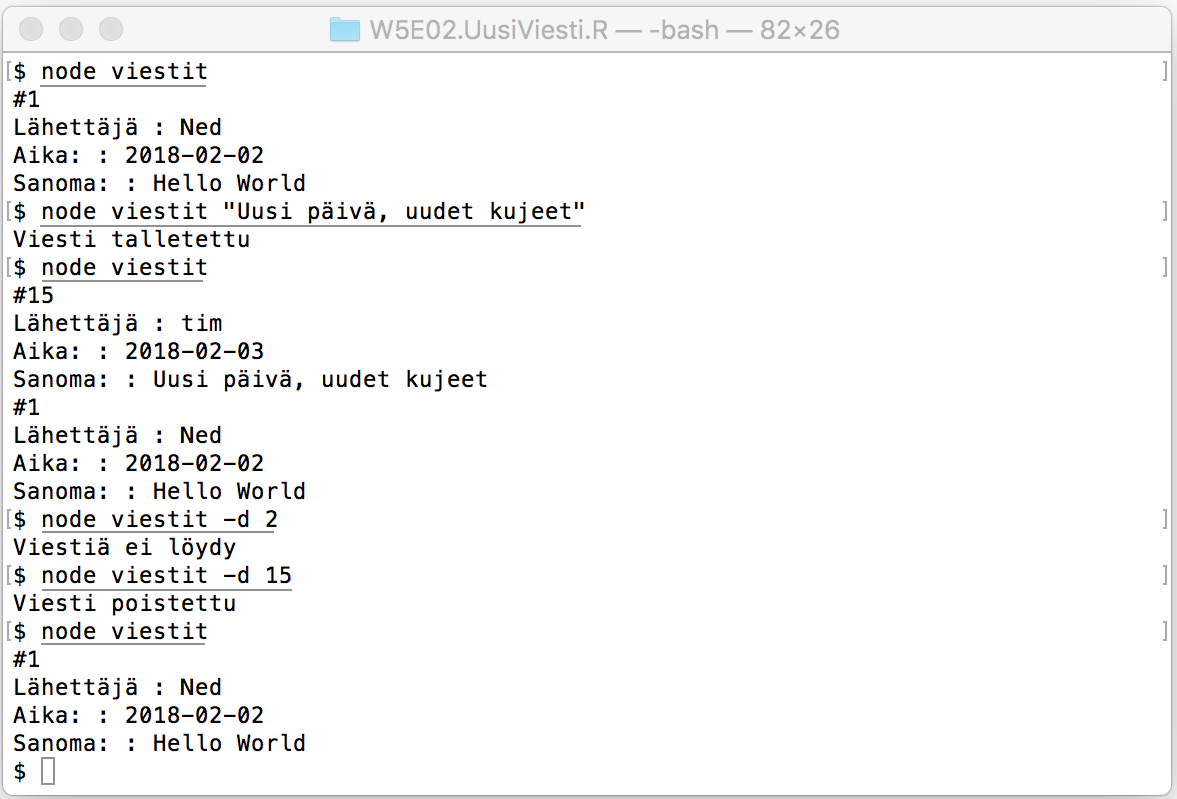 W5E02.UusiViesti.R — -bash — 82×26
[$ node viestit ]
#1
Lähettäjä : Ned
Aika: : 2018-02-02
Sanoma: : Hello World
[$ node viestit "Uusi päivä, uudet kujeet" ]
Viesti talletettu
[$ node viestit ]
#15
Lähettäjä : tim
Aika: : 2018-02-03
Sanoma: : Uusi päivä, uudet kujeet
#1
Lähettäjä : Ned
Aika: : 2018-02-02
Sanoma: : Hello World
[$ node viestit -d 2 ]
Viestiä ei löydy
[$ node viestit -d 15 ]
Viesti poistettu
[$ node viestit ]
#1
Lähettäjä : Ned
Aika: : 2018-02-02
Sanoma: : Hello World
$